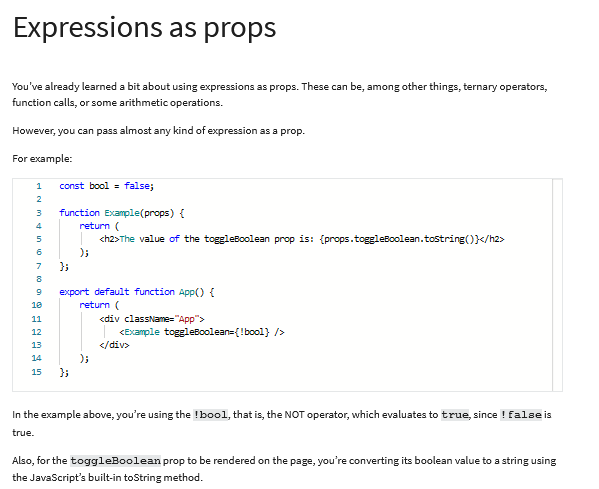 Expressions as props
You've already learned a bit about using expressions as props. These can be, among other things, ternary operators,
function calls, or some arithmetic operations.
However, you can pass almost any kind of expression as a prop.
For example:
1 const bool = false;
2
3 function Example(props) {
4 return (
5 <h2>The value of the toggleBoolean prop is: {props.toggleBoolean.toString()}</h2>
6 );
7 };
8
9 export default function App() {
10 return (
11 <div className="App">
12 <Example toggleBoolean={!bool} />
13 </div>
14 );
15 };
In the example above, you're using the !bool, that is, the NOT operator, which evaluates to true, since !false is
true.
Also, for the toggleBoolean prop to be rendered on the page, you're converting its boolean value to a string using
the JavaScript's built-in toString method.